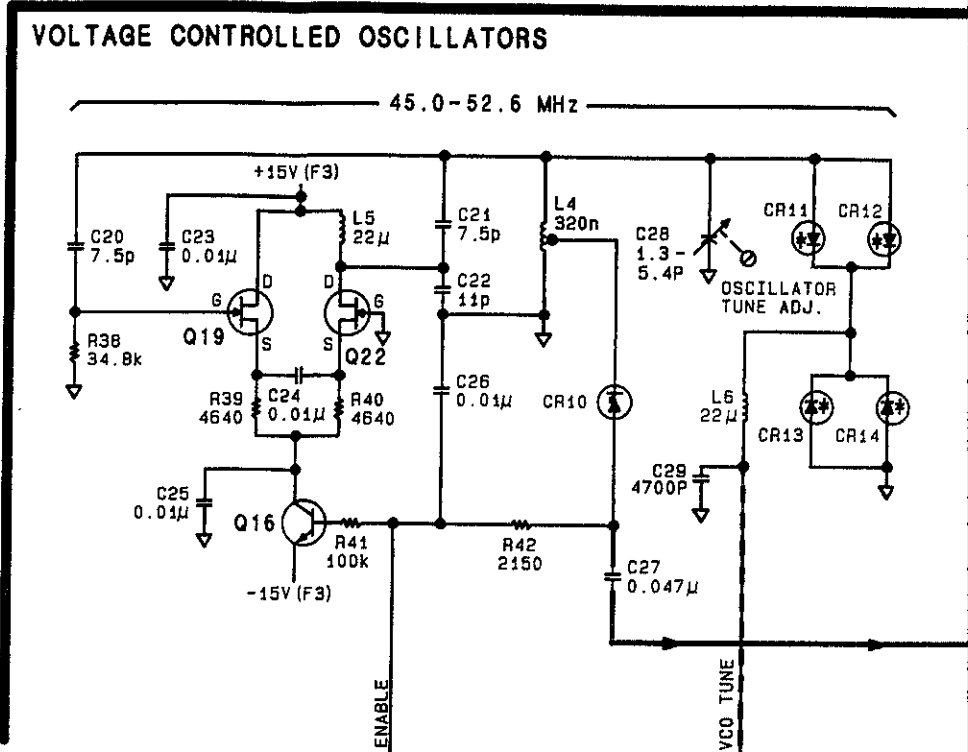 VOLTAGE CONTROLLED OSCILLATORS
45.0-52.6 MHz
+15V(F3)
C20
7.5p
C23
0.01µ
L5
22µ
C21
7.5p
C22
11p
L4
320n
C28
1.3-
5.4P
OSCILLATOR
TUNE ADJ.
CR11
CR12
D
G
S
Q19
D
G
S
Q22
R38
34.8k
R39
4640
C24
0.01µ
R40
4640
C26
0.01µ
CR10
L6
22µ
CR13
CR14
C29
4700P
C25
0.01µ
Q16
R41
100k
R42
2150
C27
0.047µ
-15V(F3)
ENABLE
VCO TUNE